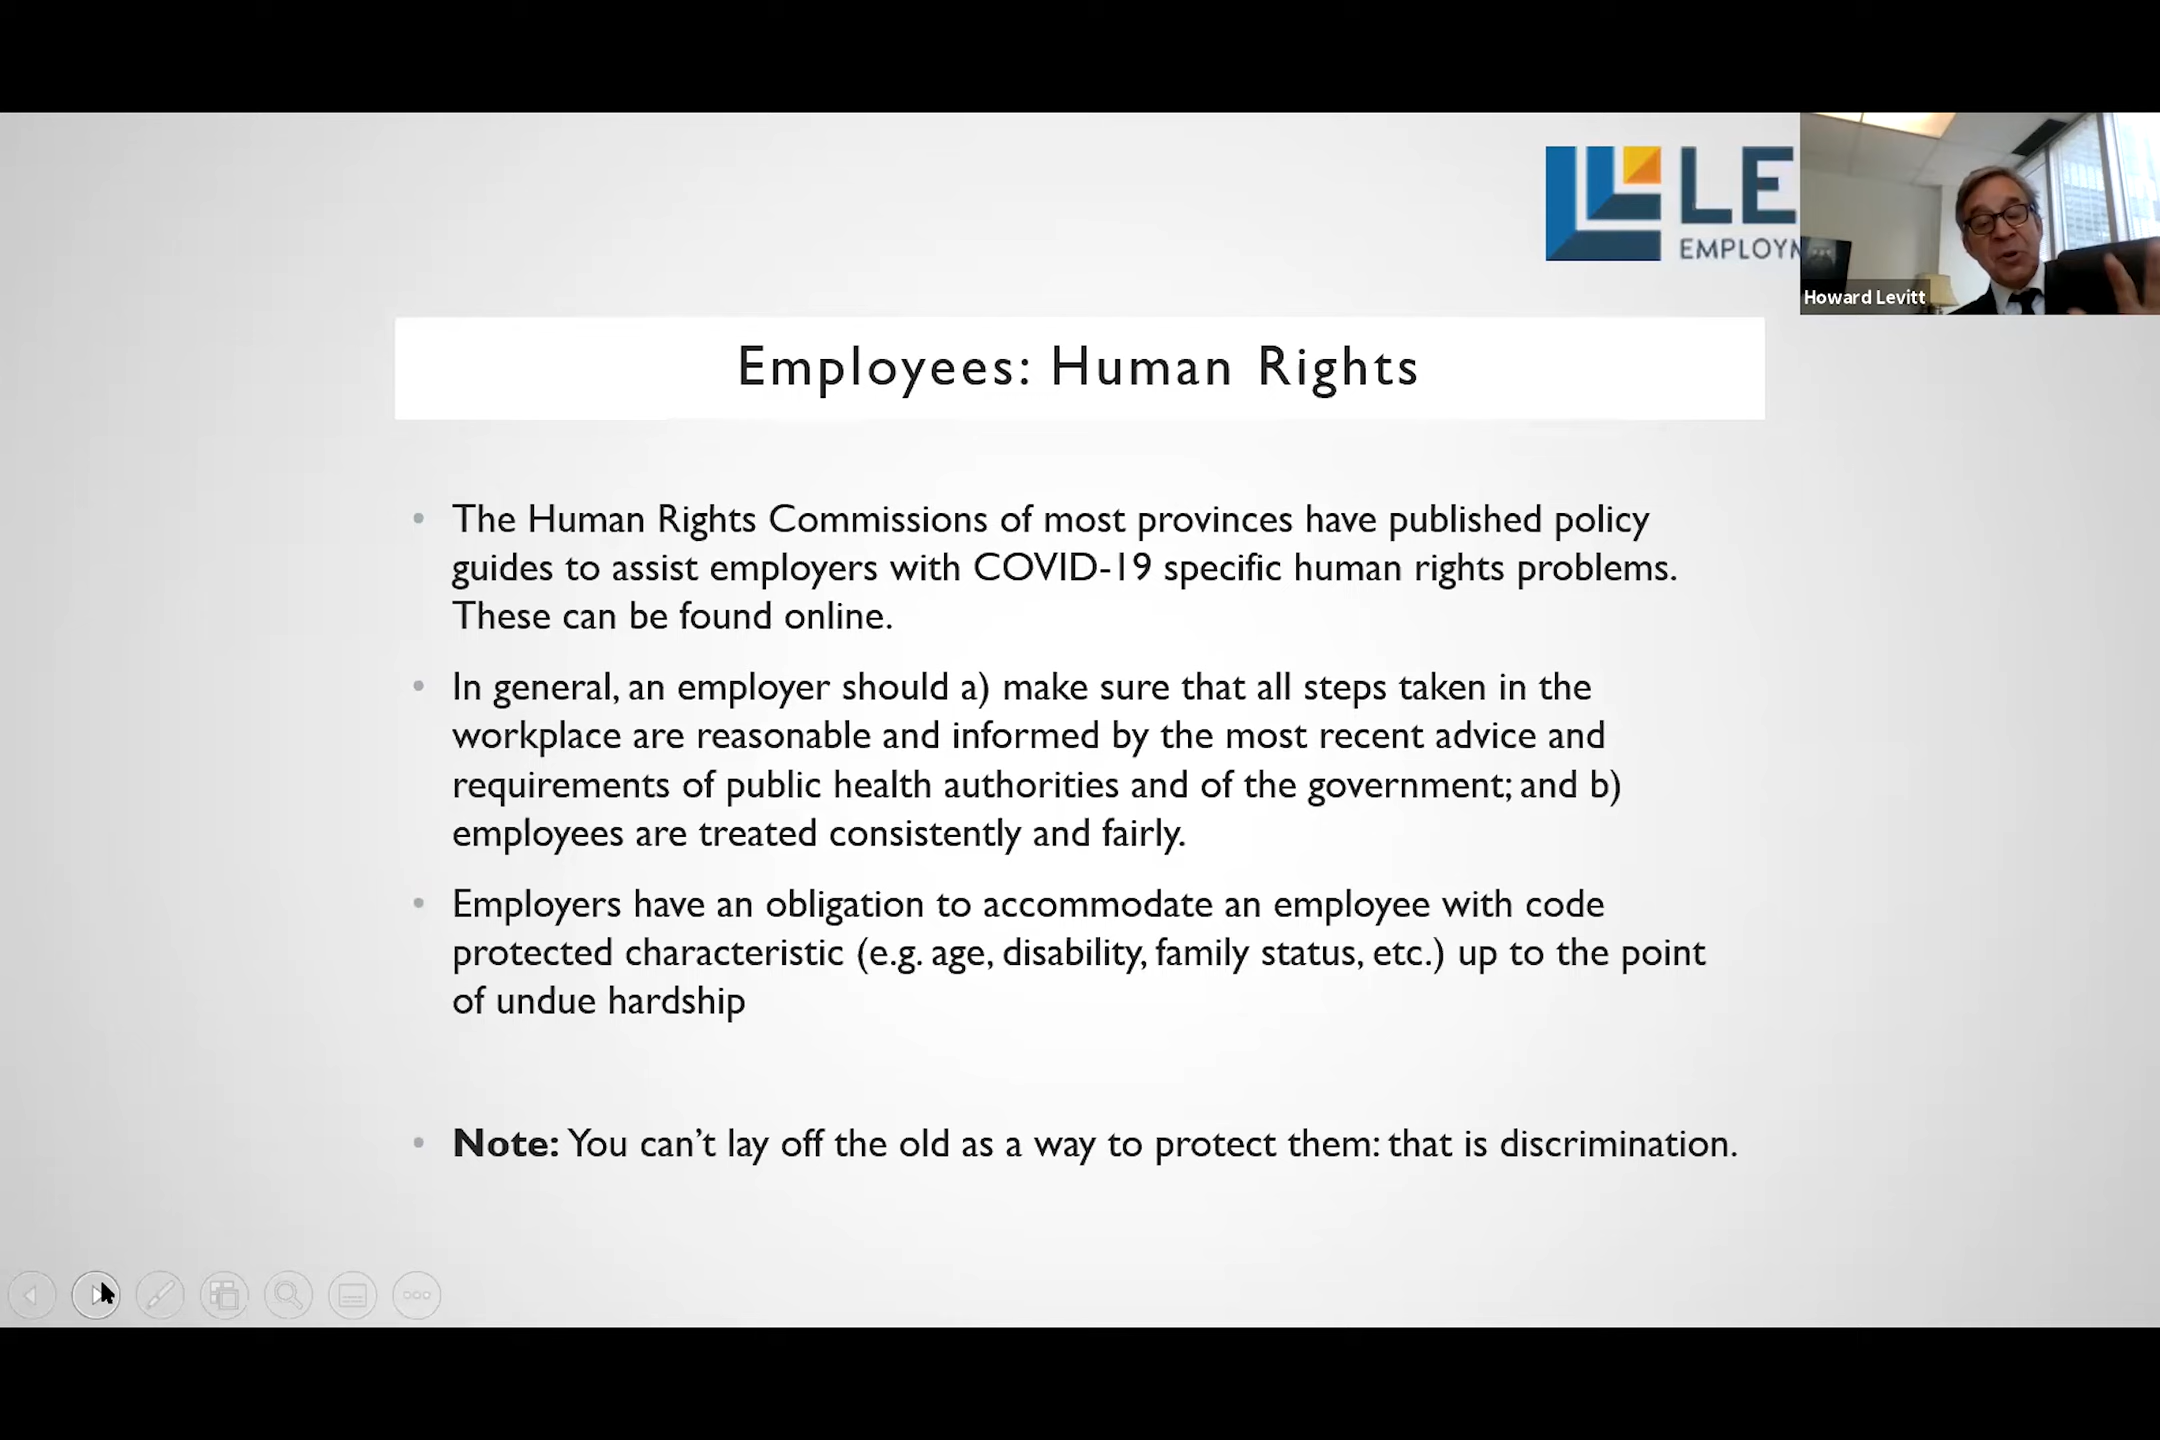 LE
EMPLOYM
Howard Levitt
Employees: Human Rights
• The Human Rights Commissions of most provinces have published policy
guides to assist employers with COVID-19 specific human rights problems.
These can be found online.
• In general, an employer should a) make sure that all steps taken in the
workplace are reasonable and informed by the most recent advice and
requirements of public health authorities and of the government; and b)
employees are treated consistently and fairly.
• Employers have an obligation to accommodate an employee with code
protected characteristic (e.g. age, disability, family status, etc.) up to the point
of undue hardship
• Note: You can’t lay off the old as a way to protect them: that is discrimination.